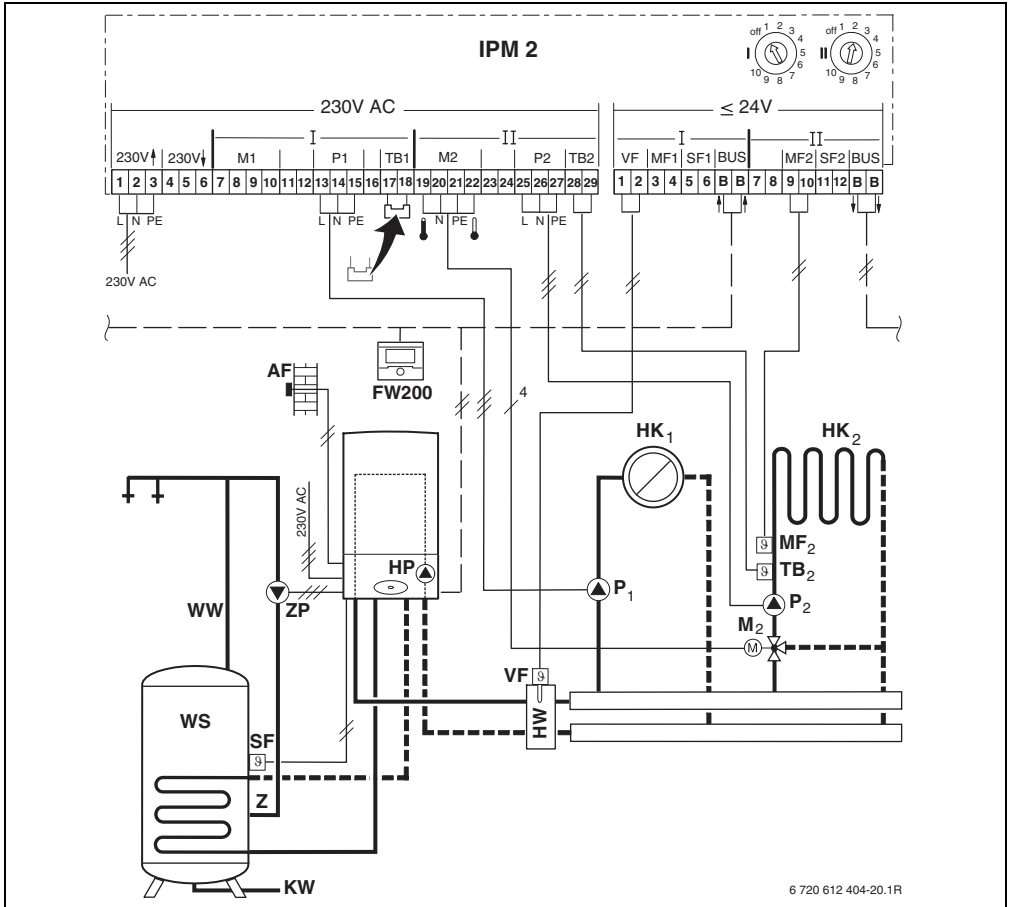 IPM 2
I off 1 2 3 4 5 6 7 8 9 10
II off 1 2 3 4 5 6 7 8 9 10
230V AC ≤ 24V
I II I II
230V 230V M1 P1 TB1 M2 P2 TB2 VF MF1 SF1 BUS MF2 SF2 BUS
1 2 3 4 5 6 7 8 9 10 11 12 13 14 15 16 17 18 19 20 21 22 23 24 25 26 27 28 29 1 2 3 4 5 6 B B 7 8 9 10 11 12 B B
L N PE L N PE N PE L N PE
230V AC
AF
FW200
4
HK1
HK2
230V AC
HP
MF2
TB2
P1
P2
WW
ZP
M2
M
VF
ϑ
ϑ
ϑ
WS
HW
SF
ϑ
Z
KW
6 720 612 404-20.1R